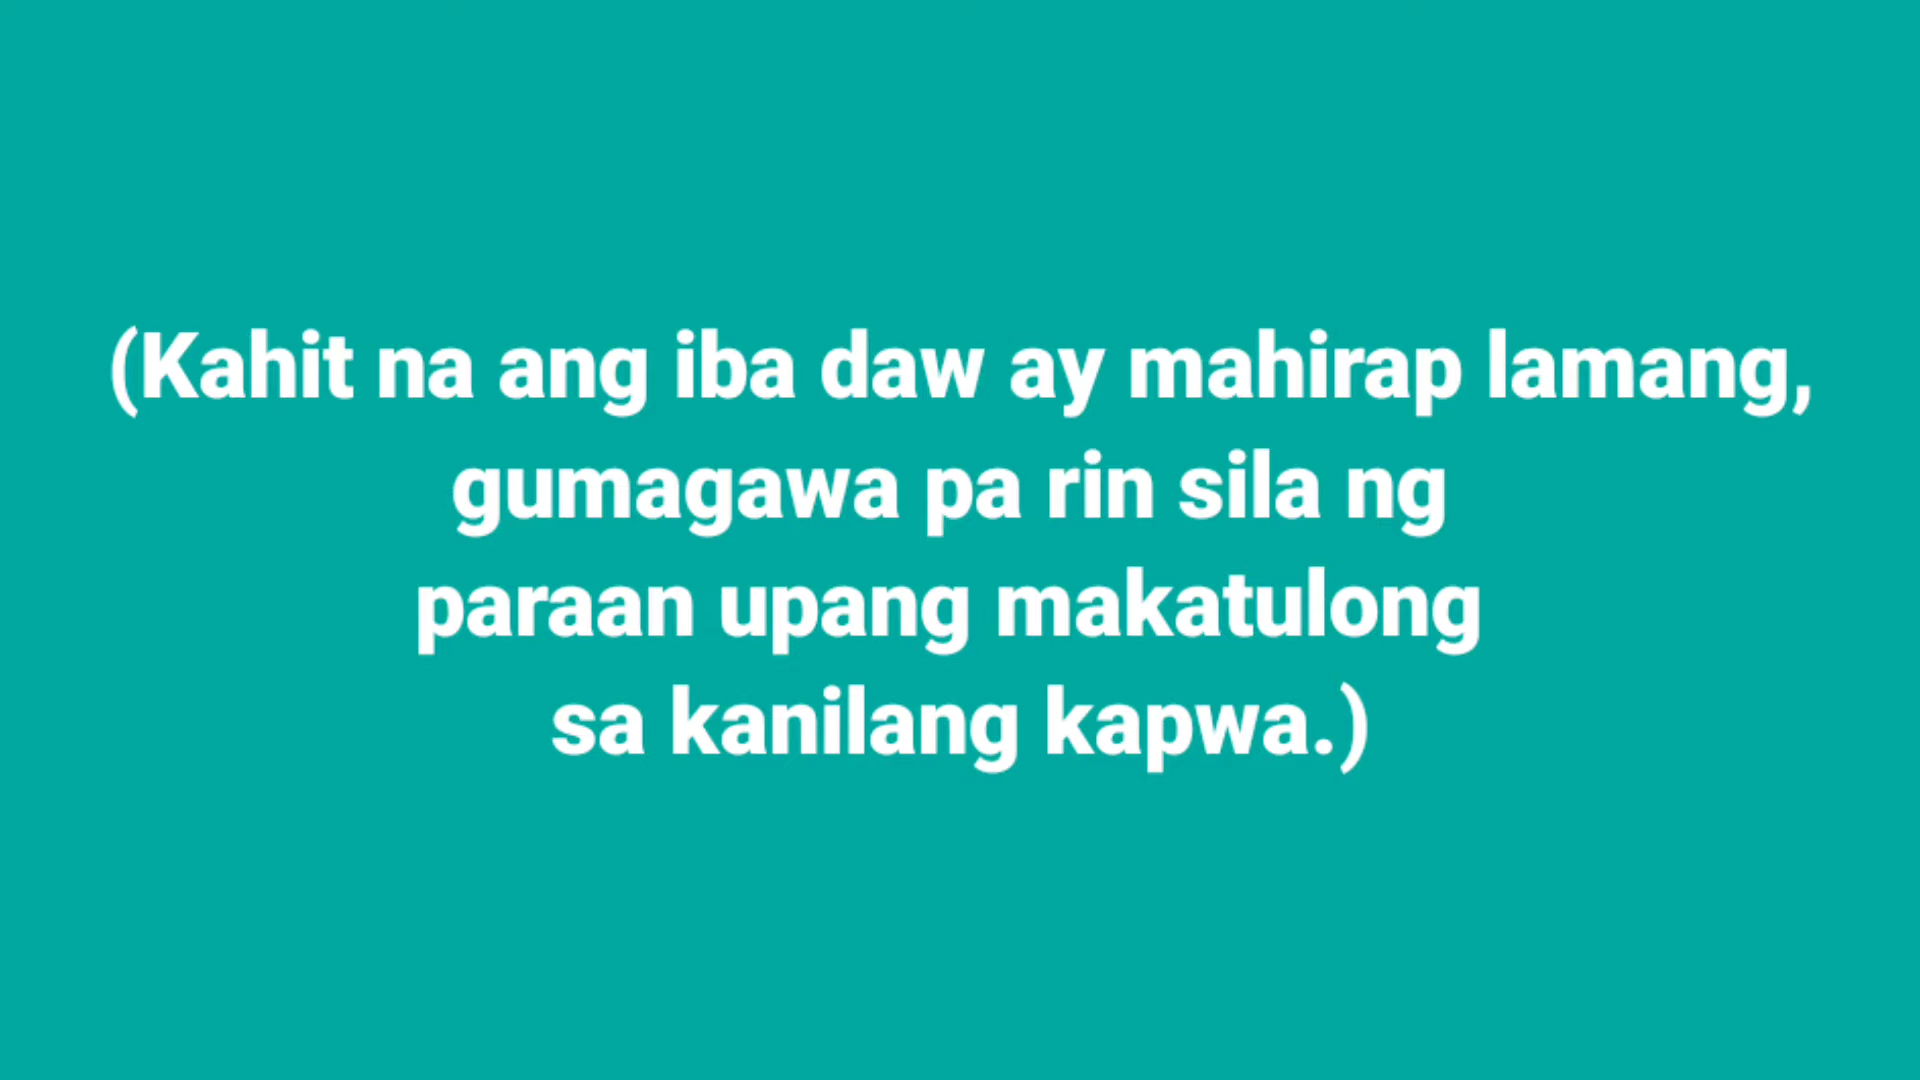 (Kahit na ang iba daw ay mahirap lamang,
gumagawa pa rin sila ng
paraan upang makatulong
sa kanilang kapwa.)